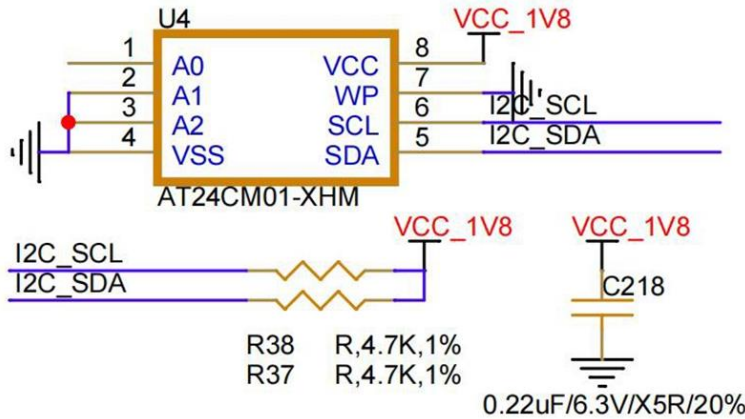 U4
VCC_1V8
1 A0 VCC 8
2 A1 WP 7
3 A2 SCL 6 I2C_SCL
4 VSS SDA 5 I2C_SDA
AT24CM01-XHM
I2C_SCL
I2C_SDA
VCC_1V8
R38 R,4.7K,1%
R37 R,4.7K,1%
VCC_1V8
C218
0.22uF/6.3V/X5R/20%